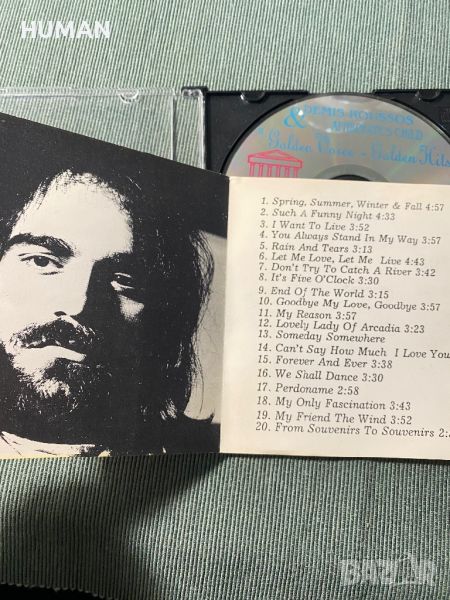 HUMAN
DEMIS ROUSSOS
& APHRODITE'S CHILD
Golden Voice - Golden Hits
1. Spring, Summer, Winter & Fall 4:57
2. Such A Funny Night 4:33
3. I Want To Live 3:52
4. You Always Stand In My Way 3:57
5. Rain And Tears 3:13
6. Let Me Love, Let Me Live 4:43
7. Don't Try To Catch A River 3:42
8. It's Five O'Clock 3:30
9. End Of The World 3:15
10. Goodbye My Love, Goodbye 3:57
11. My Reason 3:57
12. Lovely Lady Of Arcadia 3:23
13. Someday Somewhere
14. Can't Say How Much I Love You
15. Forever And Ever 3:38
16. We Shall Dance 3:30
17. Perdoname 2:58
18. My Only Fascination 3:43
19. My Friend The Wind 3:52
20. From Souvenirs To Souvenirs 2:
BAZAR